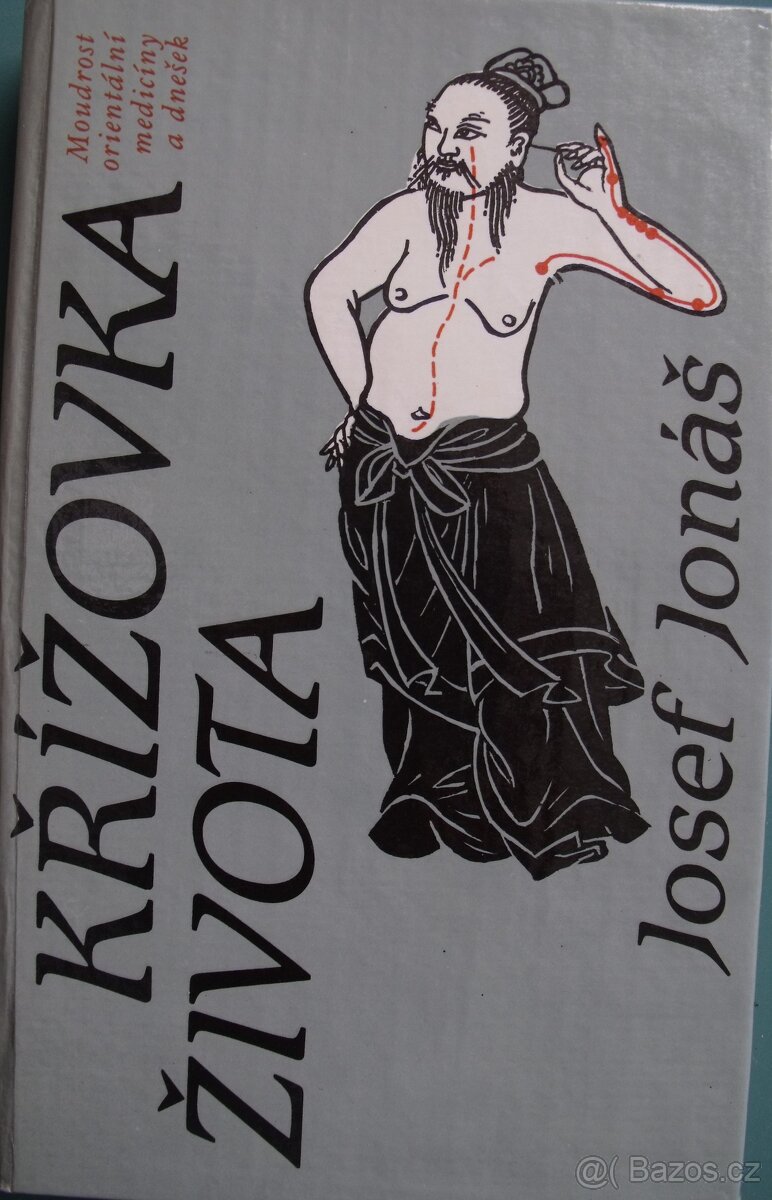 Moudrost
orientální
medicíny
a dnešek
KŘÍŽOVKA
ŽIVOTA
Josef Jonáš
@( Bazos.cz